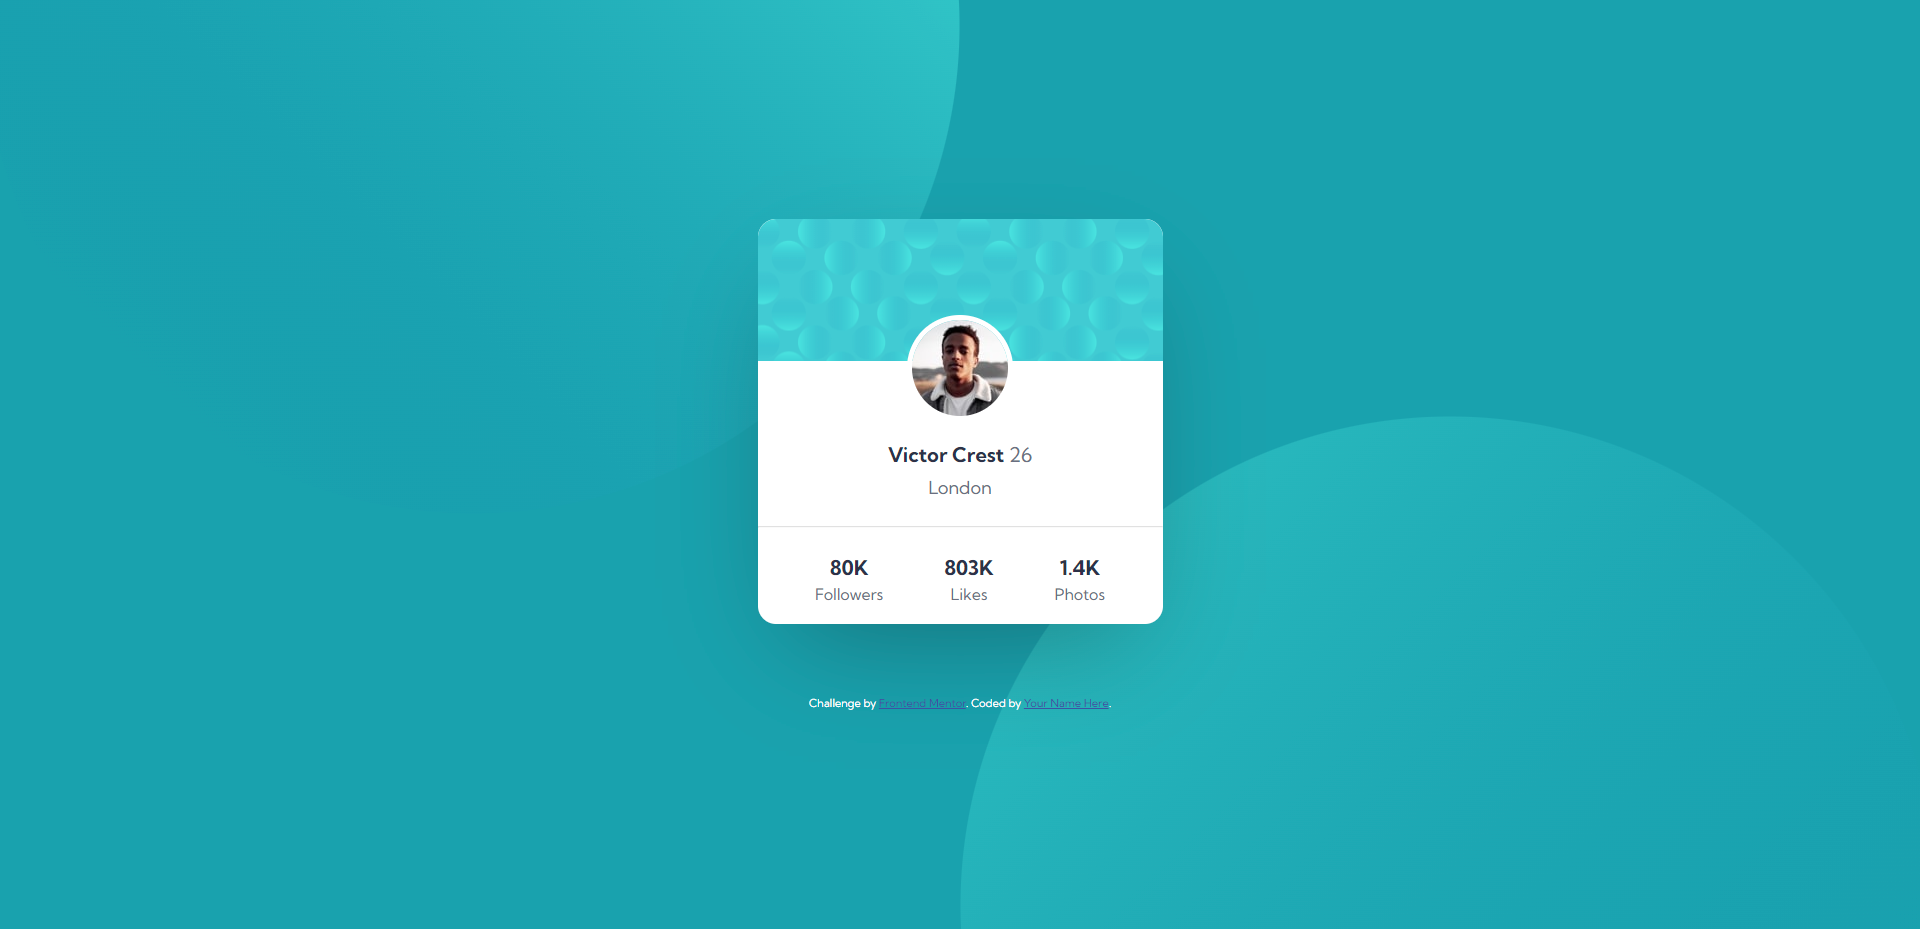 Victor Crest 26
London
80K 803K 1.4K
Followers Likes Photos
Challenge by Frontend Mentor. Coded by Your Name Here.